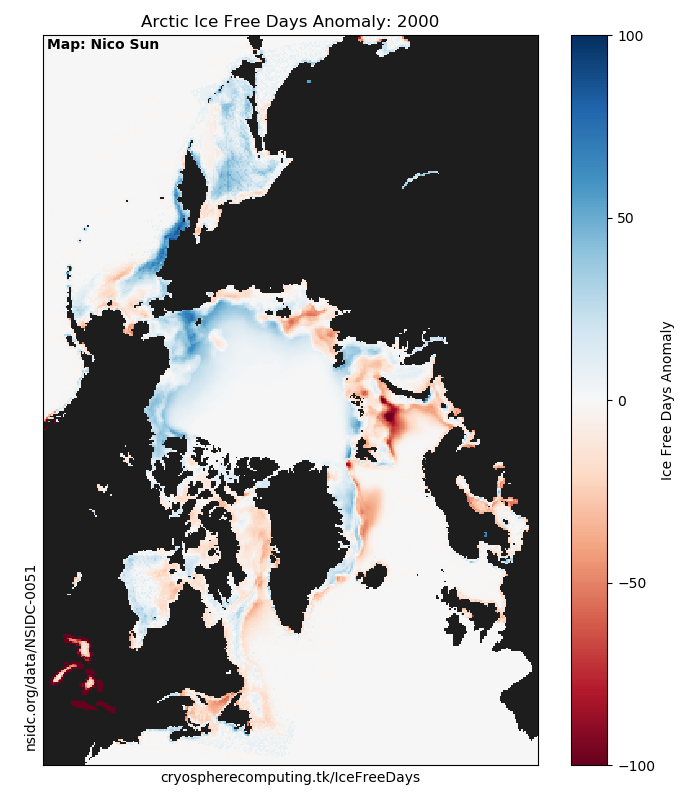 Arctic Ice Free Days Anomaly: 2000
Map: Nico Sun
100
50
0
−50
−100
Ice Free Days Anomaly
nsidc.org/data/NSIDC-0051
cryospherecomputing.tk/IceFreeDays